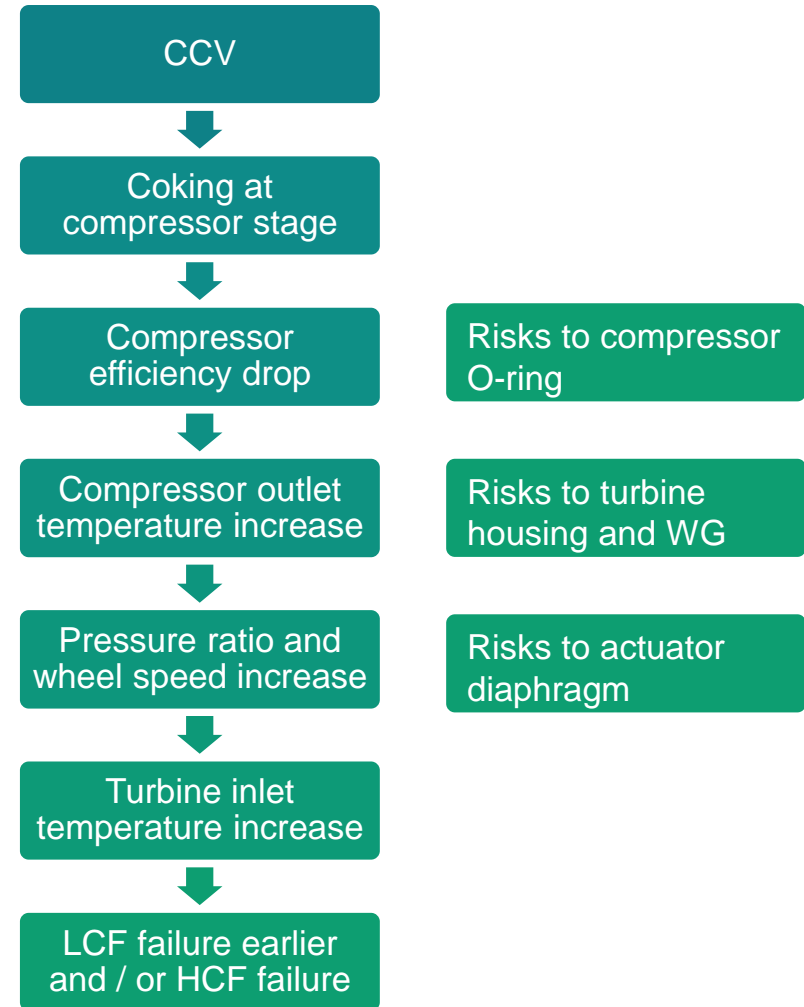 CCV
Coking at
compressor stage
Compressor
efficiency drop
Risks to compressor
O-ring
Compressor outlet
temperature increase
Risks to turbine
housing and WG
Pressure ratio and
wheel speed increase
Risks to actuator
diaphragm
Turbine inlet
temperature increase
LCF failure earlier
and / or HCF failure